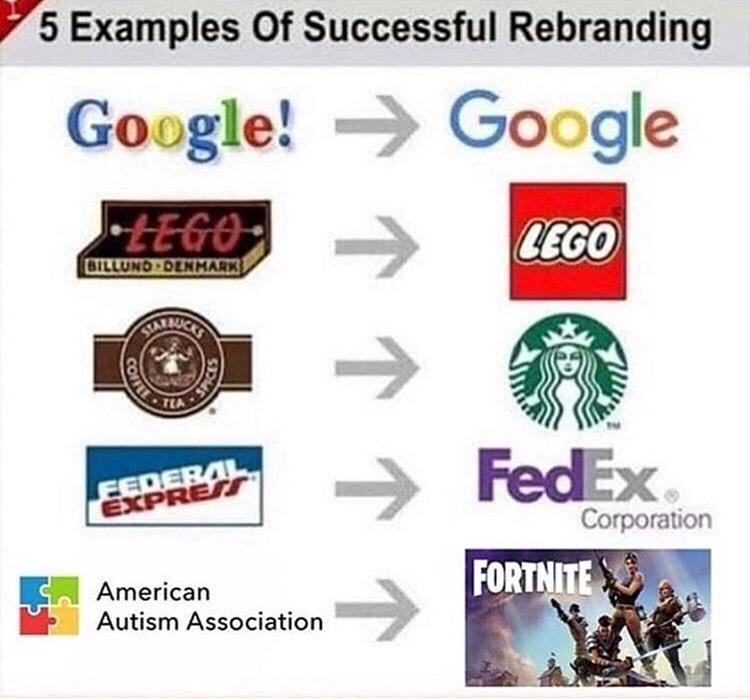 5 Examples Of Successful Rebranding
Google!
Google
LEGO
BILLUND·DENMARK
LEGO
STARBUCKS
COFFEE · TEA · SPICES
TM
FEDERAL
EXPRESS
FedEx®
Corporation
American
Autism Association
FORTNITE